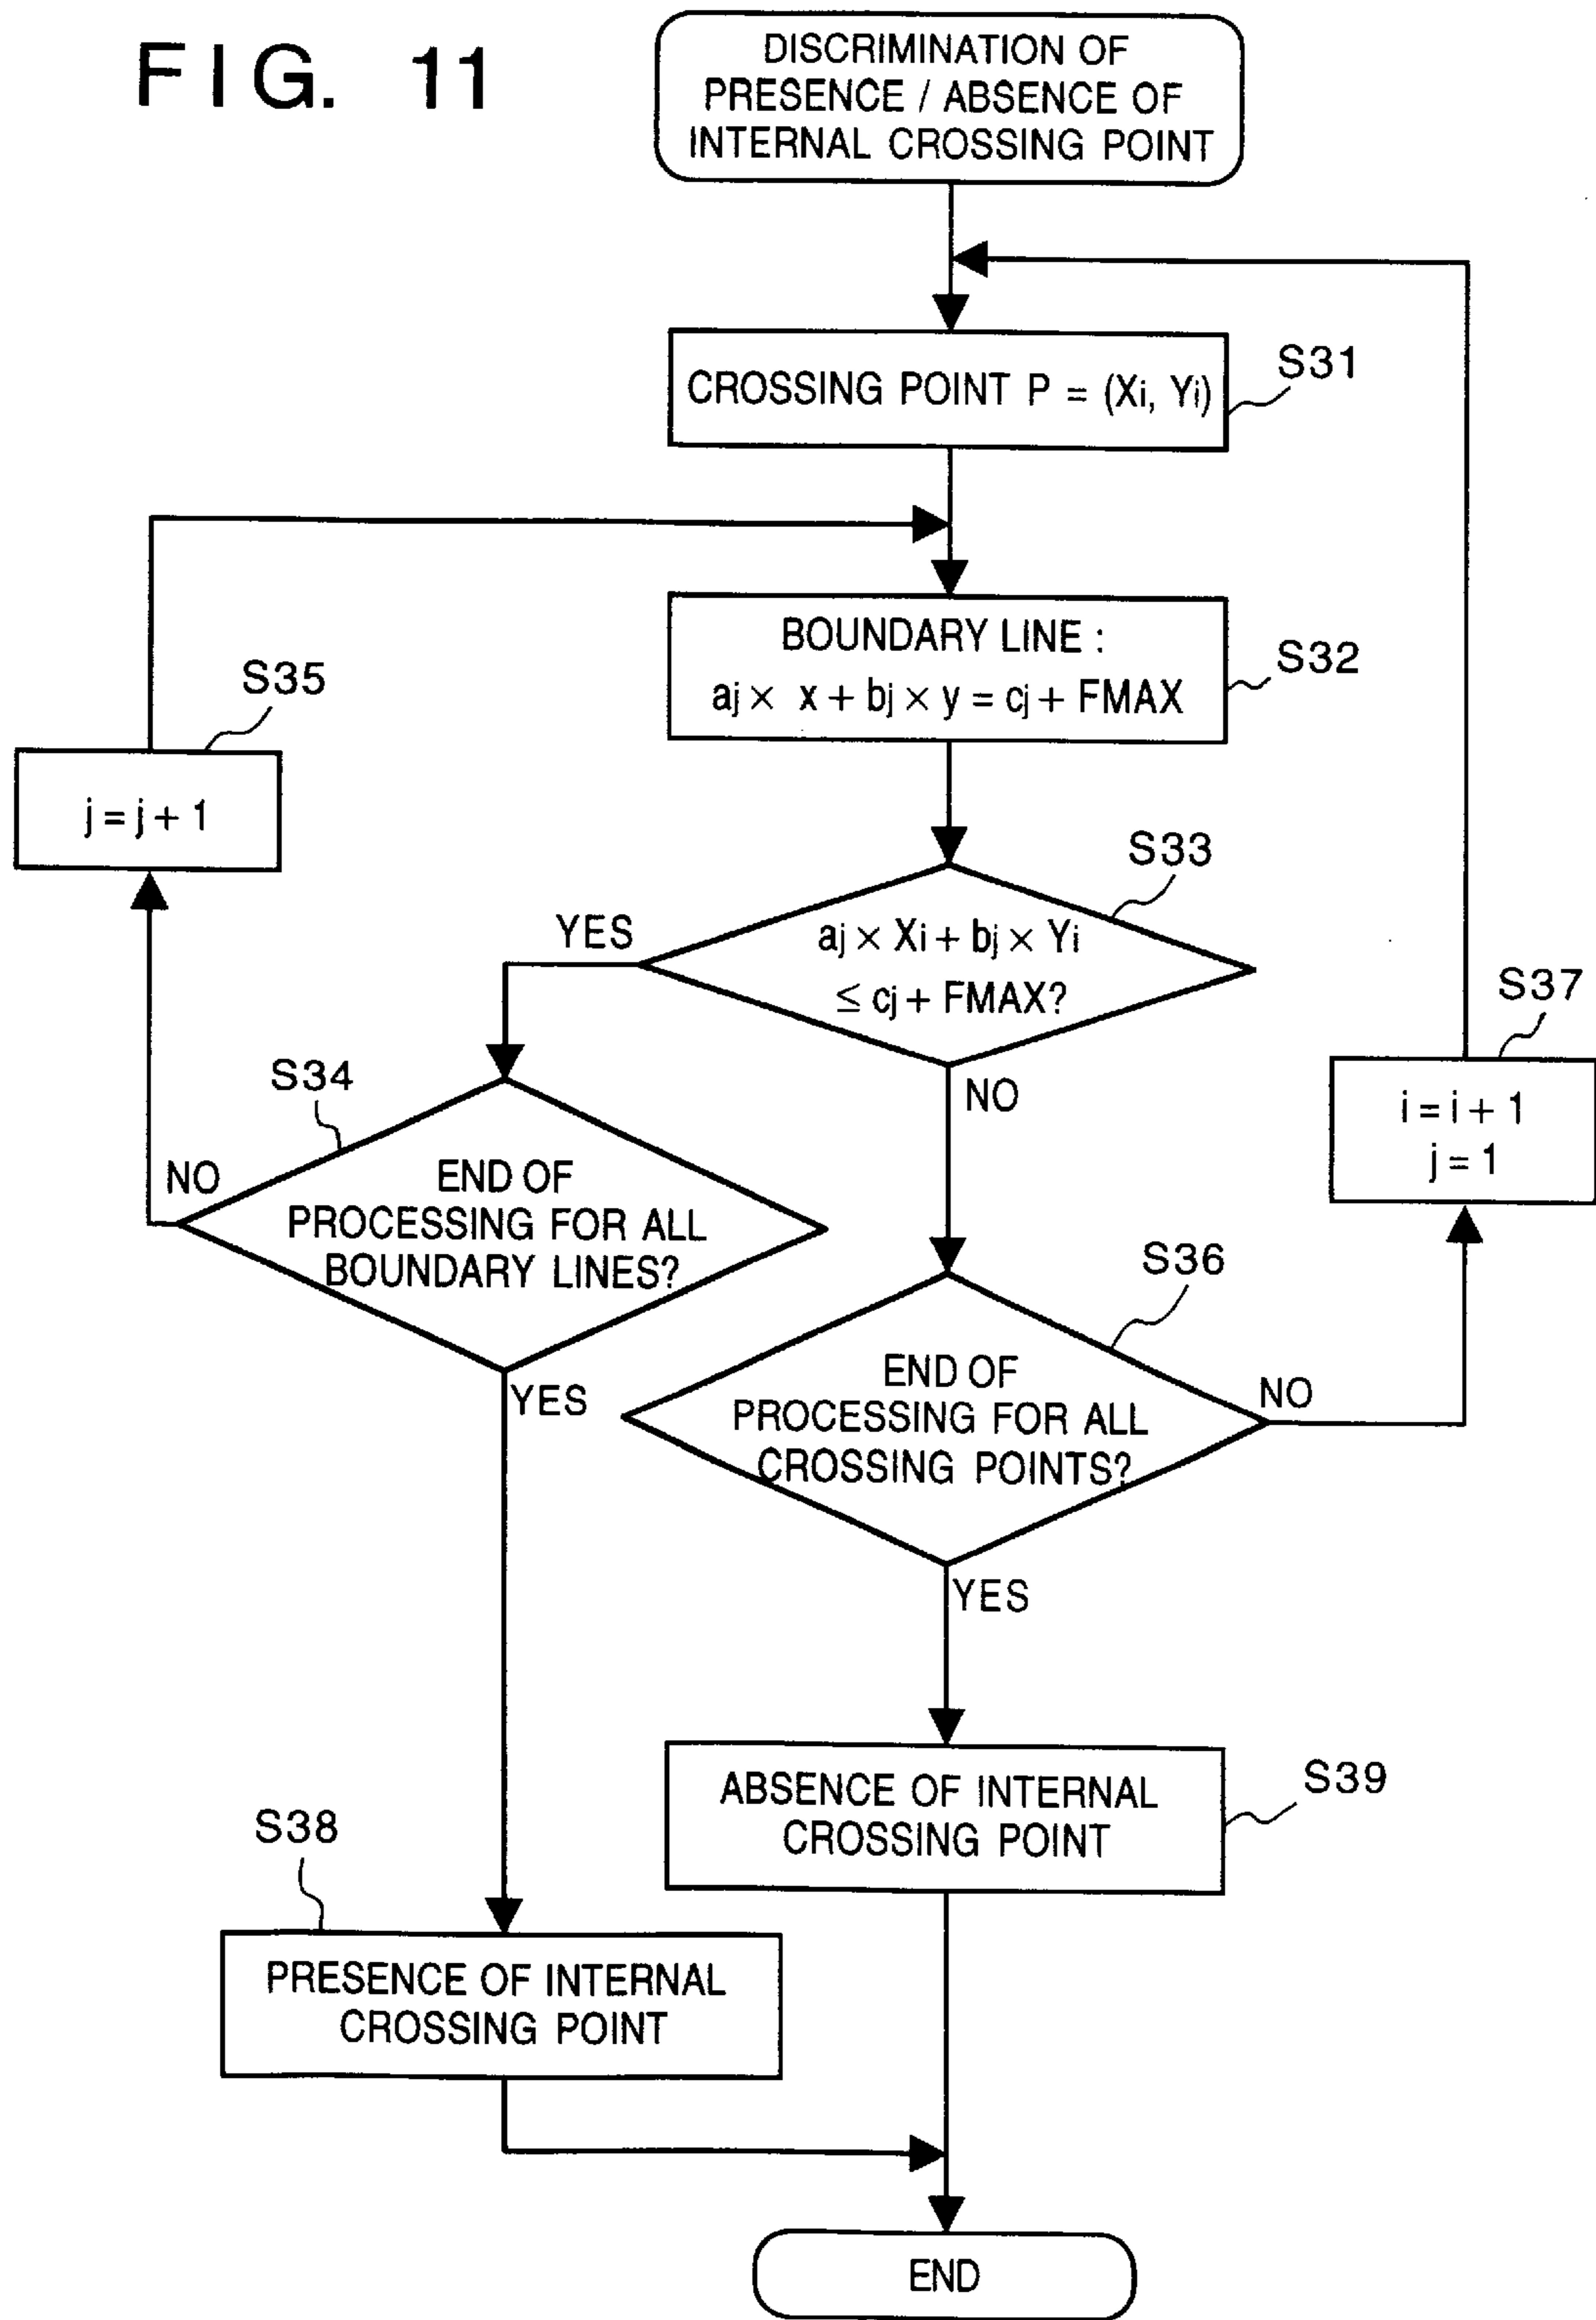 FIG. 11
DISCRIMINATION OF
PRESENCE / ABSENCE OF
INTERNAL CROSSING POINT
CROSSING POINT P = (Xi, Yi)
S31
BOUNDARY LINE :
aj × x + bj × y = cj + FMAX
S32
S35
j = j + 1
S33
aj × Xi + bj × Yi
≤ cj + FMAX?
YES
NO
S37
i = i + 1
j = 1
S34
END OF
PROCESSING FOR ALL
BOUNDARY LINES?
NO
YES
S36
END OF
PROCESSING FOR ALL
CROSSING POINTS?
NO
YES
ABSENCE OF INTERNAL
CROSSING POINT
S39
S38
PRESENCE OF INTERNAL
CROSSING POINT
END